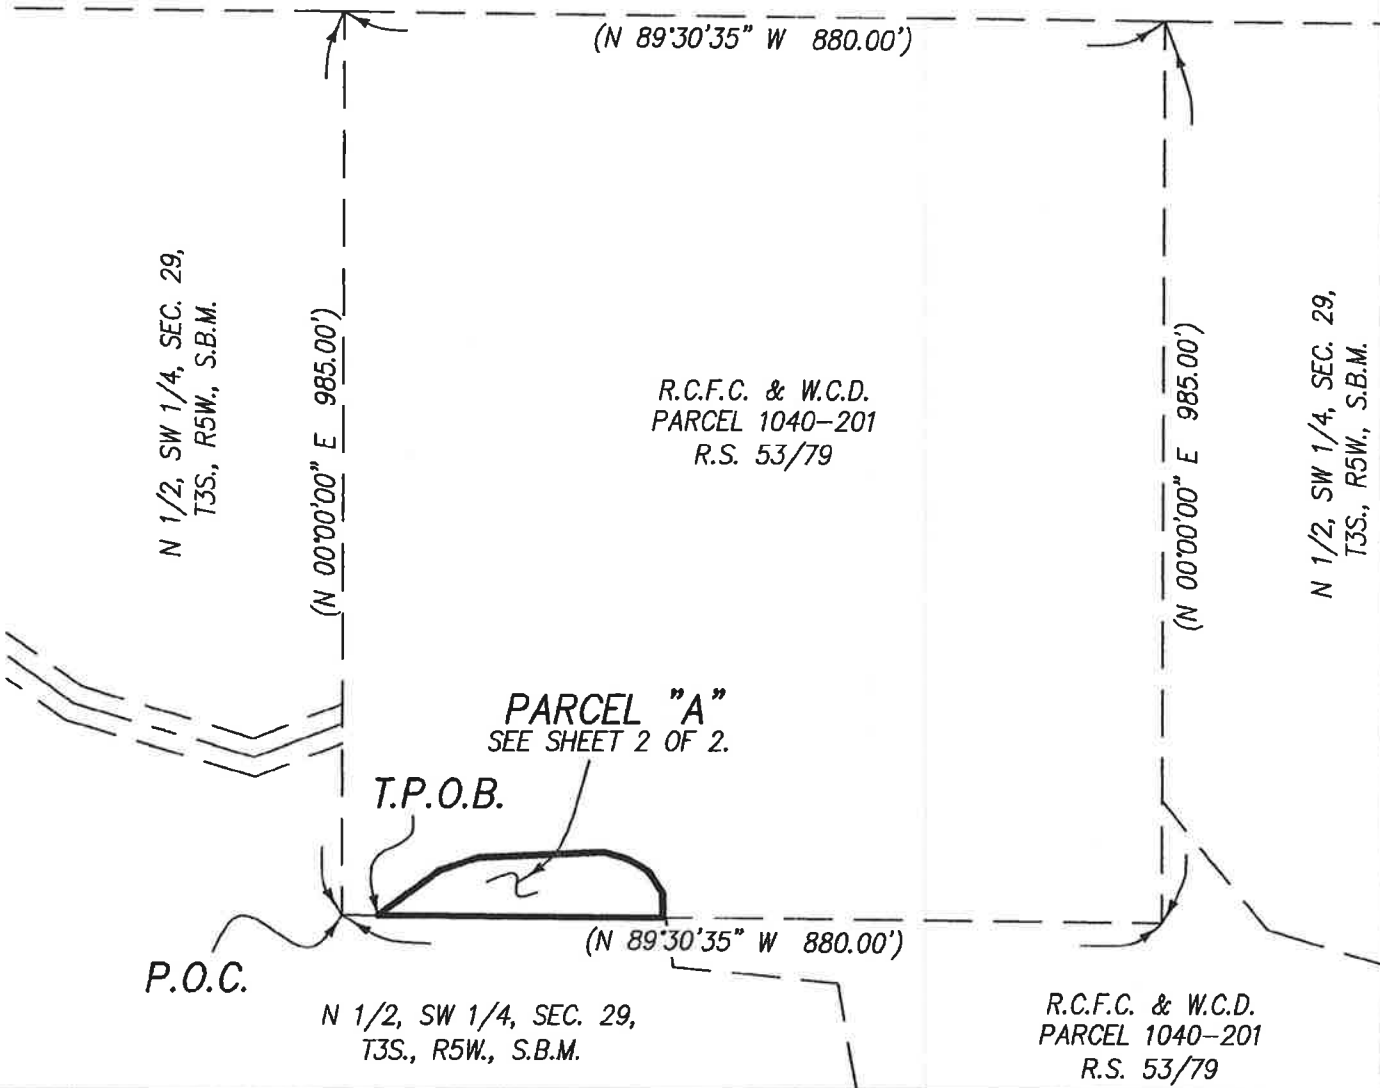 (N 89°30'35" W 880.00')
N 1/2, SW 1/4, SEC. 29,
T3S., R5W., S.B.M.
(N 00°00'00" E 985.00')
R.C.F.C. & W.C.D.
PARCEL 1040-201
R.S. 53/79
(N 00°00'00" E 985.00')
N 1/2, SW 1/4, SEC. 29,
T3S., R5W., S.B.M.
PARCEL "A"
SEE SHEET 2 OF 2.
T.P.O.B.
(N 89°30'35" W 880.00')
P.O.C.
N 1/2, SW 1/4, SEC. 29,
T3S., R5W., S.B.M.
R.C.F.C. & W.C.D.
PARCEL 1040-201
R.S. 53/79